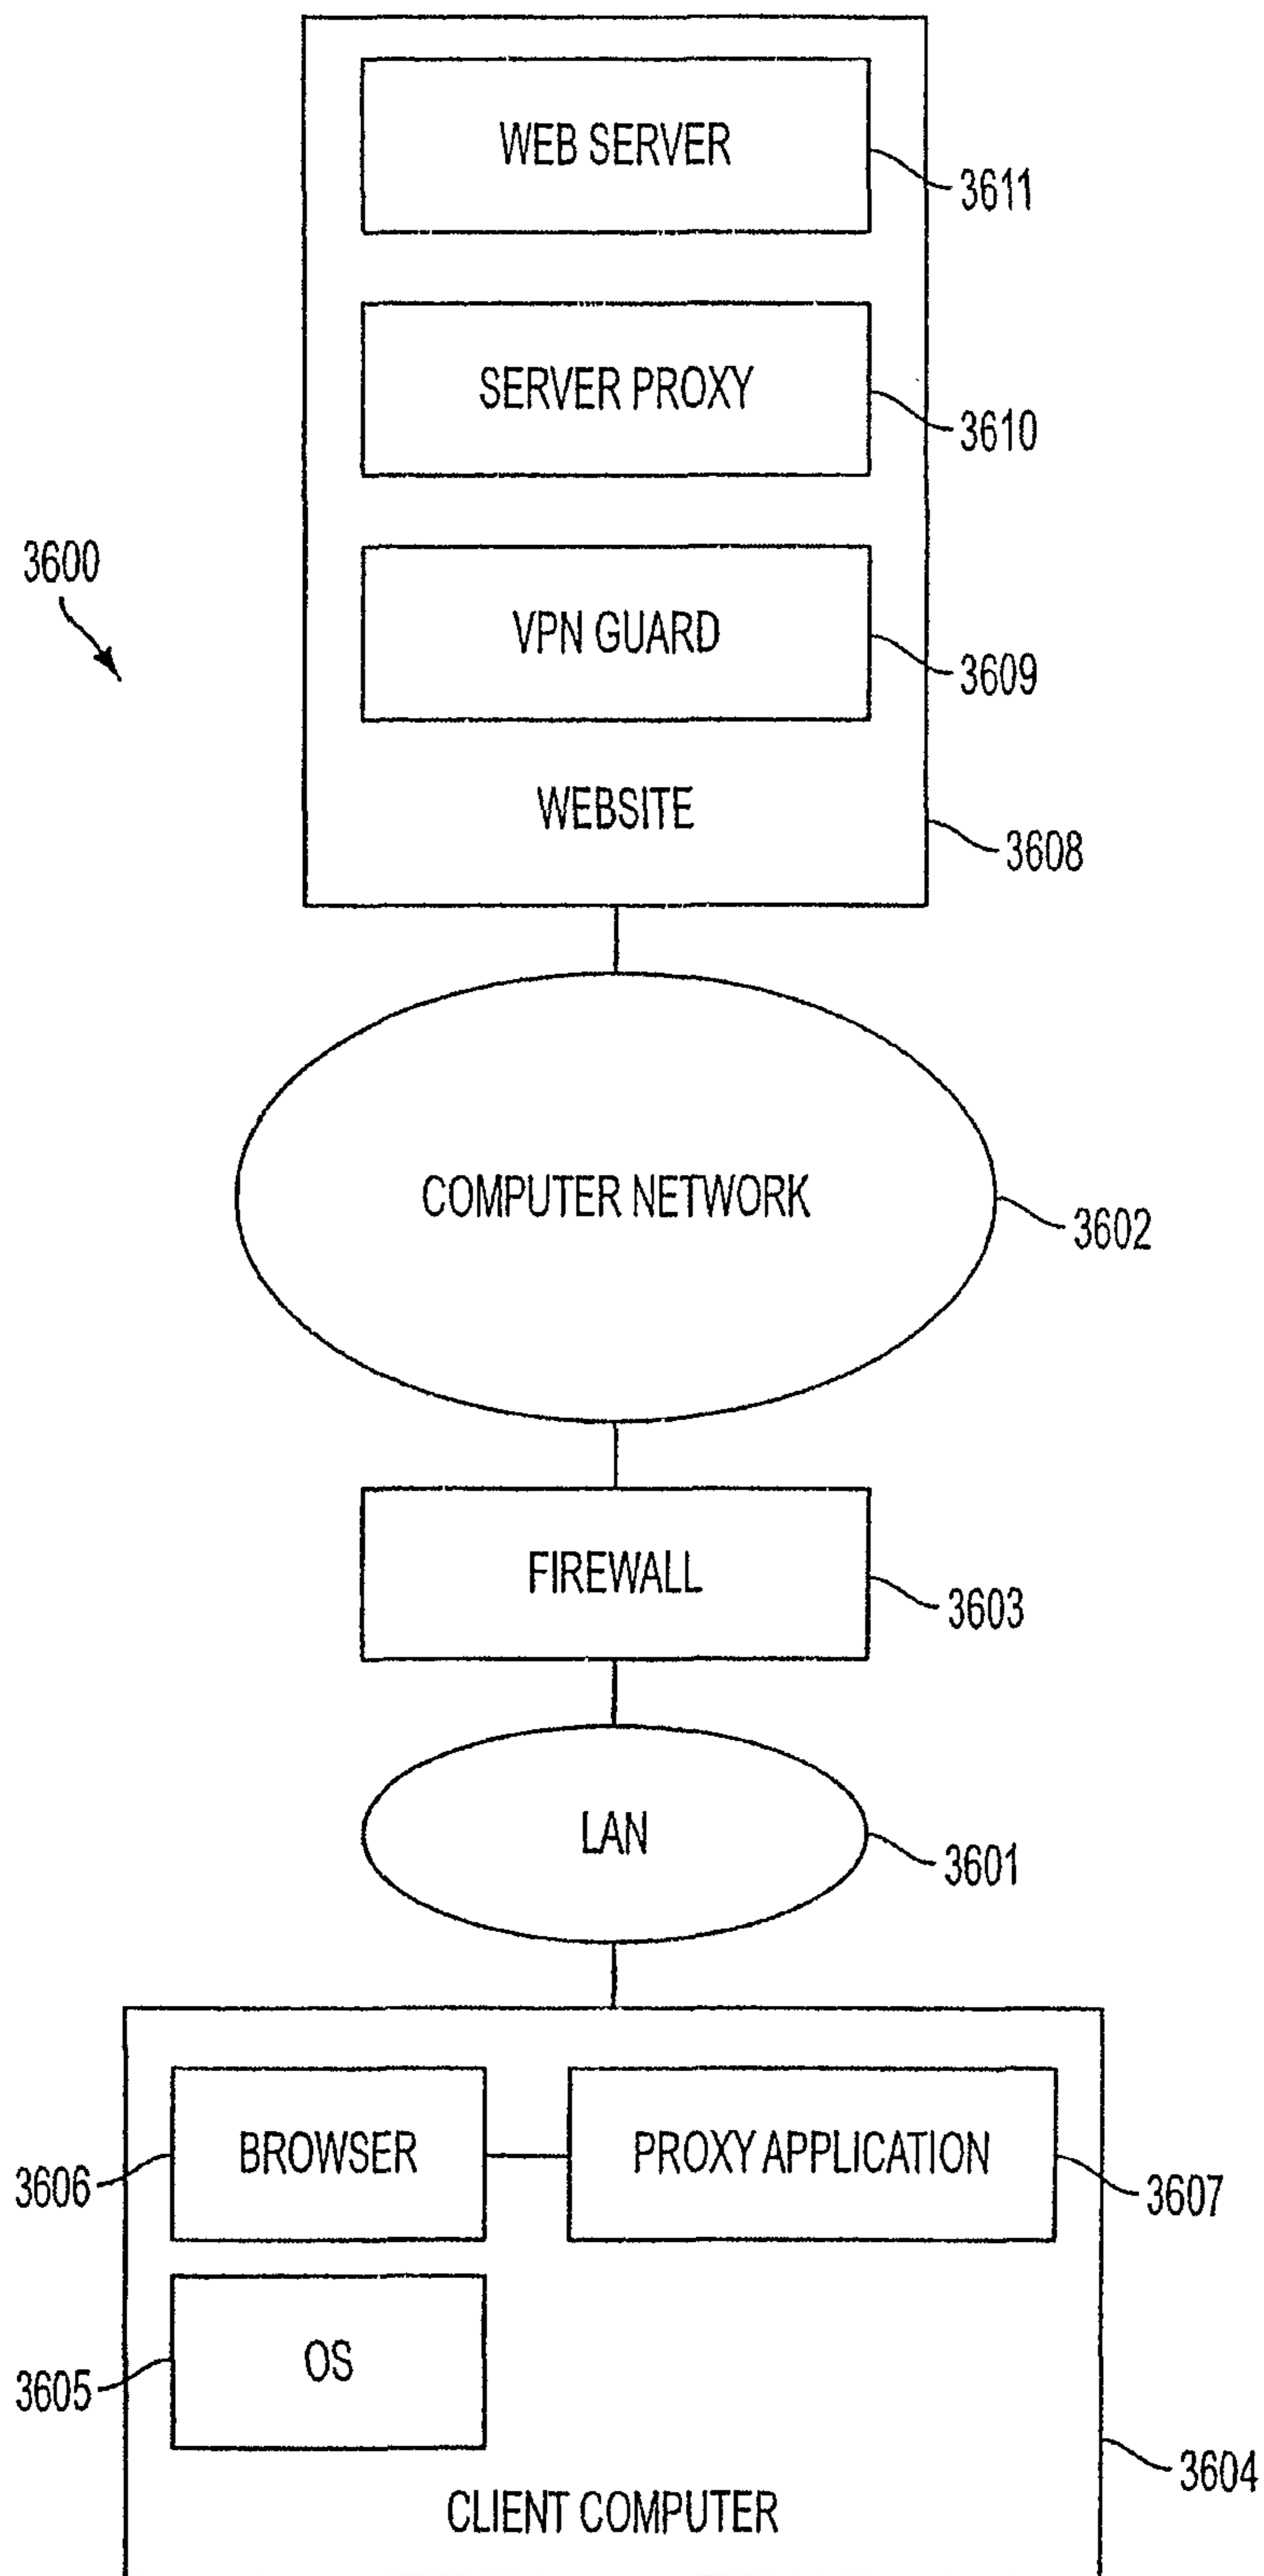 WEB SERVER
3611
SERVER PROXY
3610
3600
VPN GUARD
3609
WEBSITE
3608
COMPUTER NETWORK
3602
FIREWALL
3603
LAN
3601
BROWSER
PROXY APPLICATION
3606
3607
OS
3605
3604
CLIENT COMPUTER